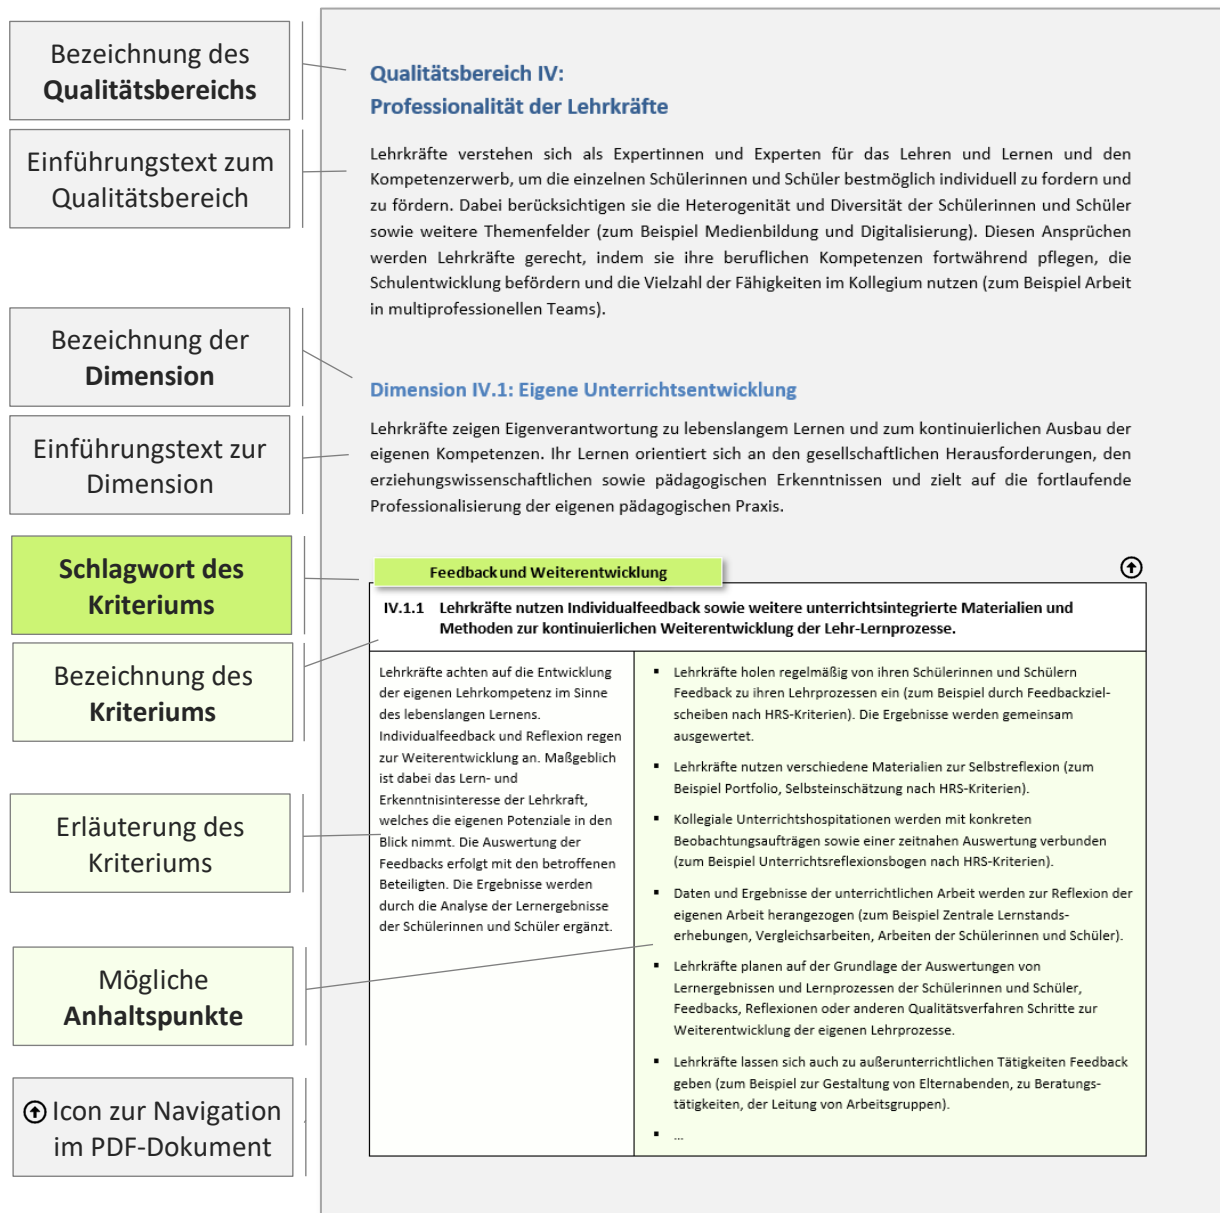 Bezeichnung des
Qualitätsbereichs
Einführungstext zum
Qualitätsbereich
Bezeichnung der
Dimension
Einführungstext zur
Dimension
Schlagwort des
Kriteriums
Bezeichnung des
Kriteriums
Erläuterung des
Kriteriums
Mögliche
Anhaltspunkte
Icon zur Navigation
im PDF-Dokument
Qualitätsbereich IV:
Professionalität der Lehrkräfte
Lehrkräfte verstehen sich als Expertinnen und Experten für das Lehren und Lernen und den
Kompetenzerwerb, um die einzelnen Schülerinnen und Schüler bestmöglich individuell zu fordern und
zu fördern. Dabei berücksichtigen sie die Heterogenität und Diversität der Schülerinnen und Schüler
sowie weitere Themenfelder (zum Beispiel Medienbildung und Digitalisierung). Diesen Ansprüchen
werden Lehrkräfte gerecht, indem sie ihre beruflichen Kompetenzen fortwährend pflegen, die
Schulentwicklung befördern und die Vielzahl der Fähigkeiten im Kollegium nutzen (zum Beispiel Arbeit
in multiprofessionellen Teams).
Dimension IV.1: Eigene Unterrichtsentwicklung
Lehrkräfte zeigen Eigenverantwortung zu lebenslangem Lernen und zum kontinuierlichen Ausbau der
eigenen Kompetenzen. Ihr Lernen orientiert sich an den gesellschaftlichen Herausforderungen, den
erziehungswissenschaftlichen sowie pädagogischen Erkenntnissen und zielt auf die fortlaufende
Professionalisierung der eigenen pädagogischen Praxis.
Feedback und Weiterentwicklung
IV.1.1 Lehrkräfte nutzen Individualfeedback sowie weitere unterrichtsintegrierte Materialien und
Methoden zur kontinuierlichen Weiterentwicklung der Lehr-Lernprozesse.
Lehrkräfte achten auf die Entwicklung
der eigenen Lehrkompetenz im Sinne
des lebenslangen Lernens.
Individualfeedback und Reflexion regen
zur Weiterentwicklung an. Maßgeblich
ist dabei das Lern- und
Erkenntnisinteresse der Lehrkraft,
welches die eigenen Potenziale in den
Blick nimmt. Die Auswertung der
Feedbacks erfolgt mit den betroffenen
Beteiligten. Die Ergebnisse werden
durch die Analyse der Lernergebnisse
der Schülerinnen und Schüler ergänzt.
▪ Lehrkräfte holen regelmäßig von ihren Schülerinnen und Schülern
Feedback zu ihren Lehrprozessen ein (zum Beispiel durch Feedbackziel-
scheiben nach HRS-Kriterien). Die Ergebnisse werden gemeinsam
ausgewertet.
▪ Lehrkräfte nutzen verschiedene Materialien zur Selbstreflexion (zum
Beispiel Portfolio, Selbsteinschätzung nach HRS-Kriterien).
▪ Kollegiale Unterrichtshospitationen werden mit konkreten
Beobachtungsaufträgen sowie einer zeitnahen Auswertung verbunden
(zum Beispiel Unterrichtsreflexionsbogen nach HRS-Kriterien).
▪ Daten und Ergebnisse der unterrichtlichen Arbeit werden zur Reflexion der
eigenen Arbeit herangezogen (zum Beispiel Zentrale Lernstands-
erhebungen, Vergleichsarbeiten, Arbeiten der Schülerinnen und Schüler).
▪ Lehrkräfte planen auf der Grundlage der Auswertungen von
Lernergebnissen und Lernprozessen der Schülerinnen und Schüler,
Feedbacks, Reflexionen oder anderen Qualitätsverfahren Schritte zur
Weiterentwicklung der eigenen Lehrprozesse.
▪ Lehrkräfte lassen sich auch zu außerunterrichtlichen Tätigkeiten Feedback
geben (zum Beispiel zur Gestaltung von Elternabenden, zu Beratungs-
tätigkeiten, der Leitung von Arbeitsgruppen).
▪ ...